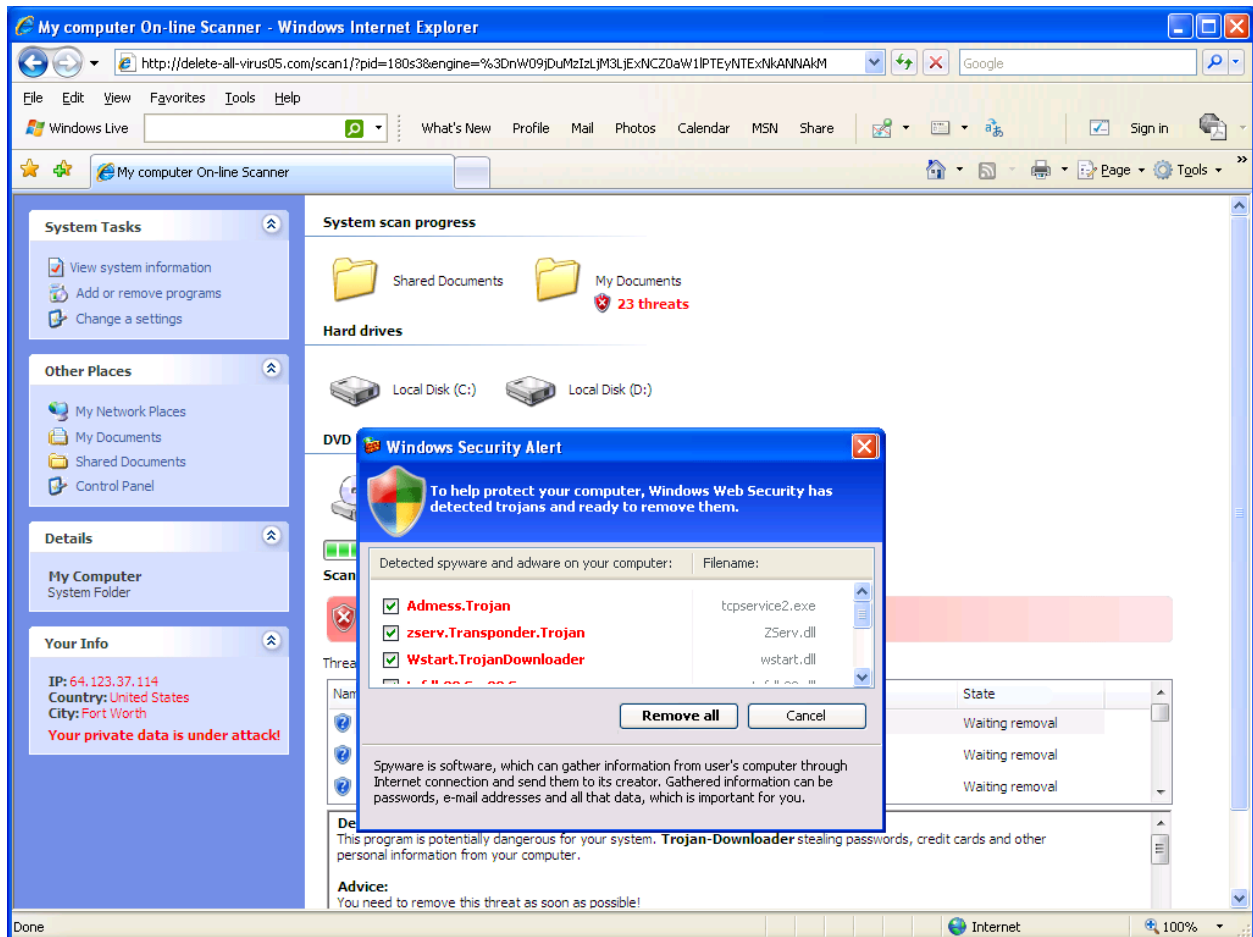 My computer On-line Scanner - Windows Internet Explorer
http://delete-all-virus05.com/scan1/?pid=180s3&engine=%3DnW09jDuMzIzLjM3LjExNCZ0aW1lPTEyNTExNkANNAkM
Google
File Edit View Favorites Tools Help
Windows Live
What's New Profile Mail Photos Calendar MSN Share
Sign in
My computer On-line Scanner
Page Tools
System Tasks
View system information
Add or remove programs
Change a settings
Other Places
My Network Places
My Documents
Shared Documents
Control Panel
Details
My Computer
System Folder
Your Info
IP: 64.123.37.114
Country: United States
City: Fort Worth
Your private data is under attack!
System scan progress
Shared Documents
My Documents
23 threats
Hard drives
Local Disk (C:)
Local Disk (D:)
DVD
Windows Security Alert
To help protect your computer, Windows Web Security has
detected trojans and ready to remove them.
Detected spyware and adware on your computer: Filename:
Admess.Trojan tcpservice2.exe
zserv.Transponder.Trojan ZServ.dll
Wstart.TrojanDownloader wstart.dll
Remove all Cancel
Spyware is software, which can gather information from user's computer through
Internet connection and send them to its creator. Gathered information can be
passwords, e-mail addresses and all that data, which is important for you.
Scan
Threa
Nam State
Waiting removal
Waiting removal
Waiting removal
De
This program is potentially dangerous for your system. Trojan-Downloader stealing passwords, credit cards and other
personal information from your computer.
Advice:
You need to remove this threat as soon as possible!
Done
Internet
100%